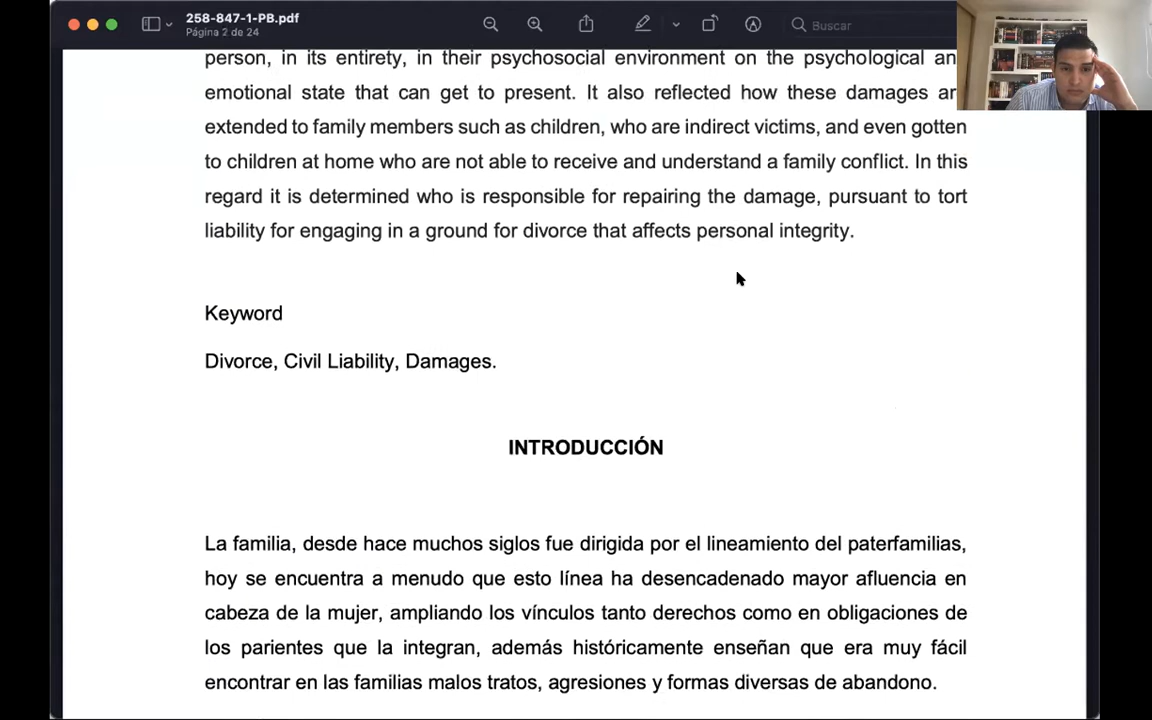 258-847-1-PB.pdf
Página 2 de 24
Buscar
person, in its entirety, in their psychosocial environment on the psychological an
emotional state that can get to present. It also reflected how these damages ar
extended to family members such as children, who are indirect victims, and even gotten
to children at home who are not able to receive and understand a family conflict. In this
regard it is determined who is responsible for repairing the damage, pursuant to tort
liability for engaging in a ground for divorce that affects personal integrity.
Keyword
Divorce, Civil Liability, Damages.
INTRODUCCIÓN
La familia, desde hace muchos siglos fue dirigida por el lineamiento del paterfamilias,
hoy se encuentra a menudo que esto línea ha desencadenado mayor afluencia en
cabeza de la mujer, ampliando los vínculos tanto derechos como en obligaciones de
los parientes que la integran, además históricamente enseñan que era muy fácil
encontrar en las familias malos tratos, agresiones y formas diversas de abandono.